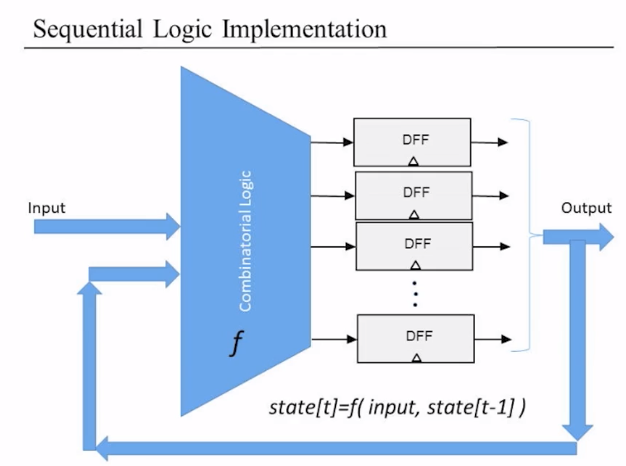 Sequential Logic Implementation
Input
Combinatorial Logic
f
DFF
DFF
DFF
DFF
Output
state[t]=f( input, state[t-1] )